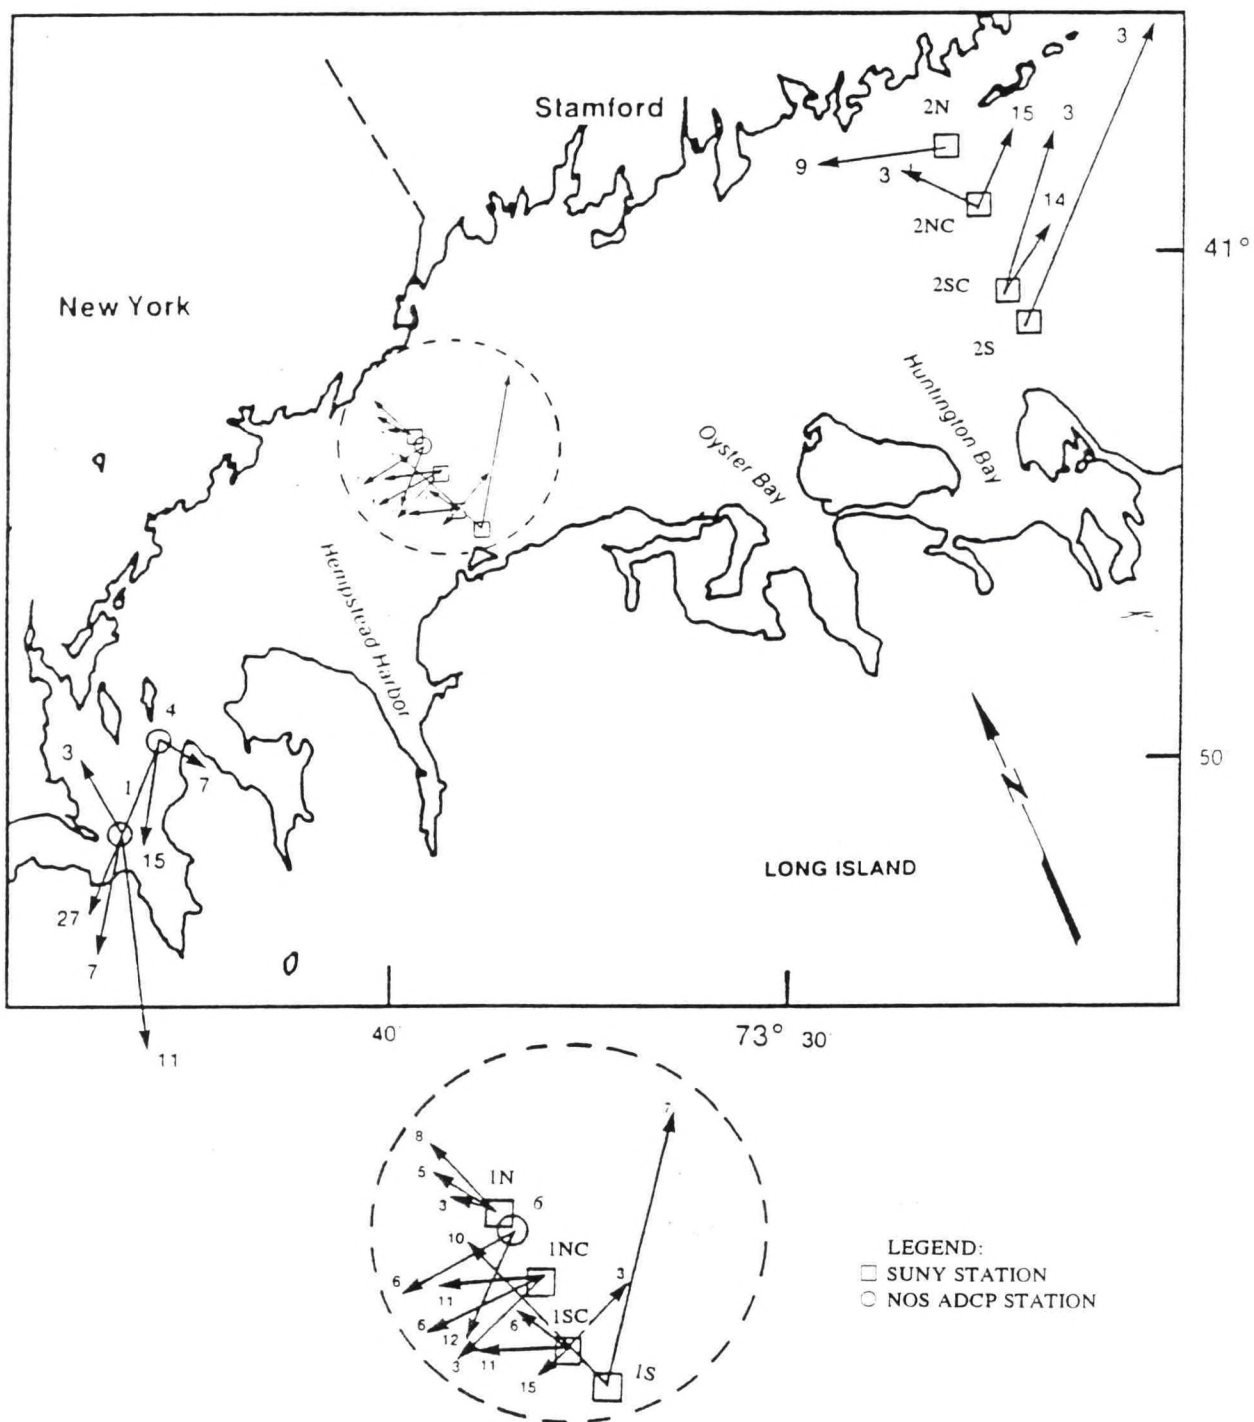 3
Stamford
2N
15
3
9
3
14
2NC
41°
2SC
New York
2S
Huntington Bay
Oyster Bay
Hempstead Harbor
4
3
7
1
50
15
LONG ISLAND
27
7
N
40
73° 30
11
7
8
5
1N
3
6
10
1NC
6
11
3
1SC
6
6
12
3
11
15
1S
LEGEND:
SUNY STATION
NOS ADCP STATION